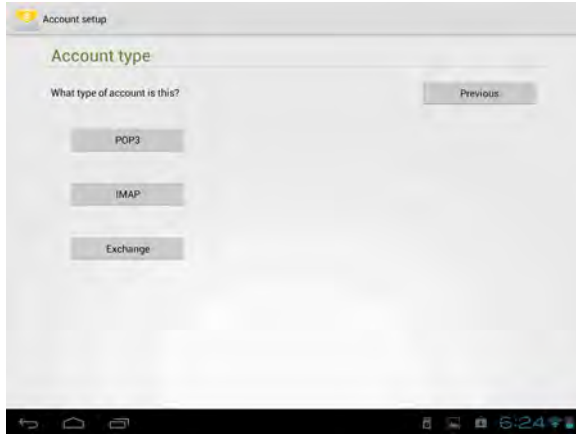 Account setup
Account type
What type of account is this?
Previous
POP3
IMAP
Exchange
6:24